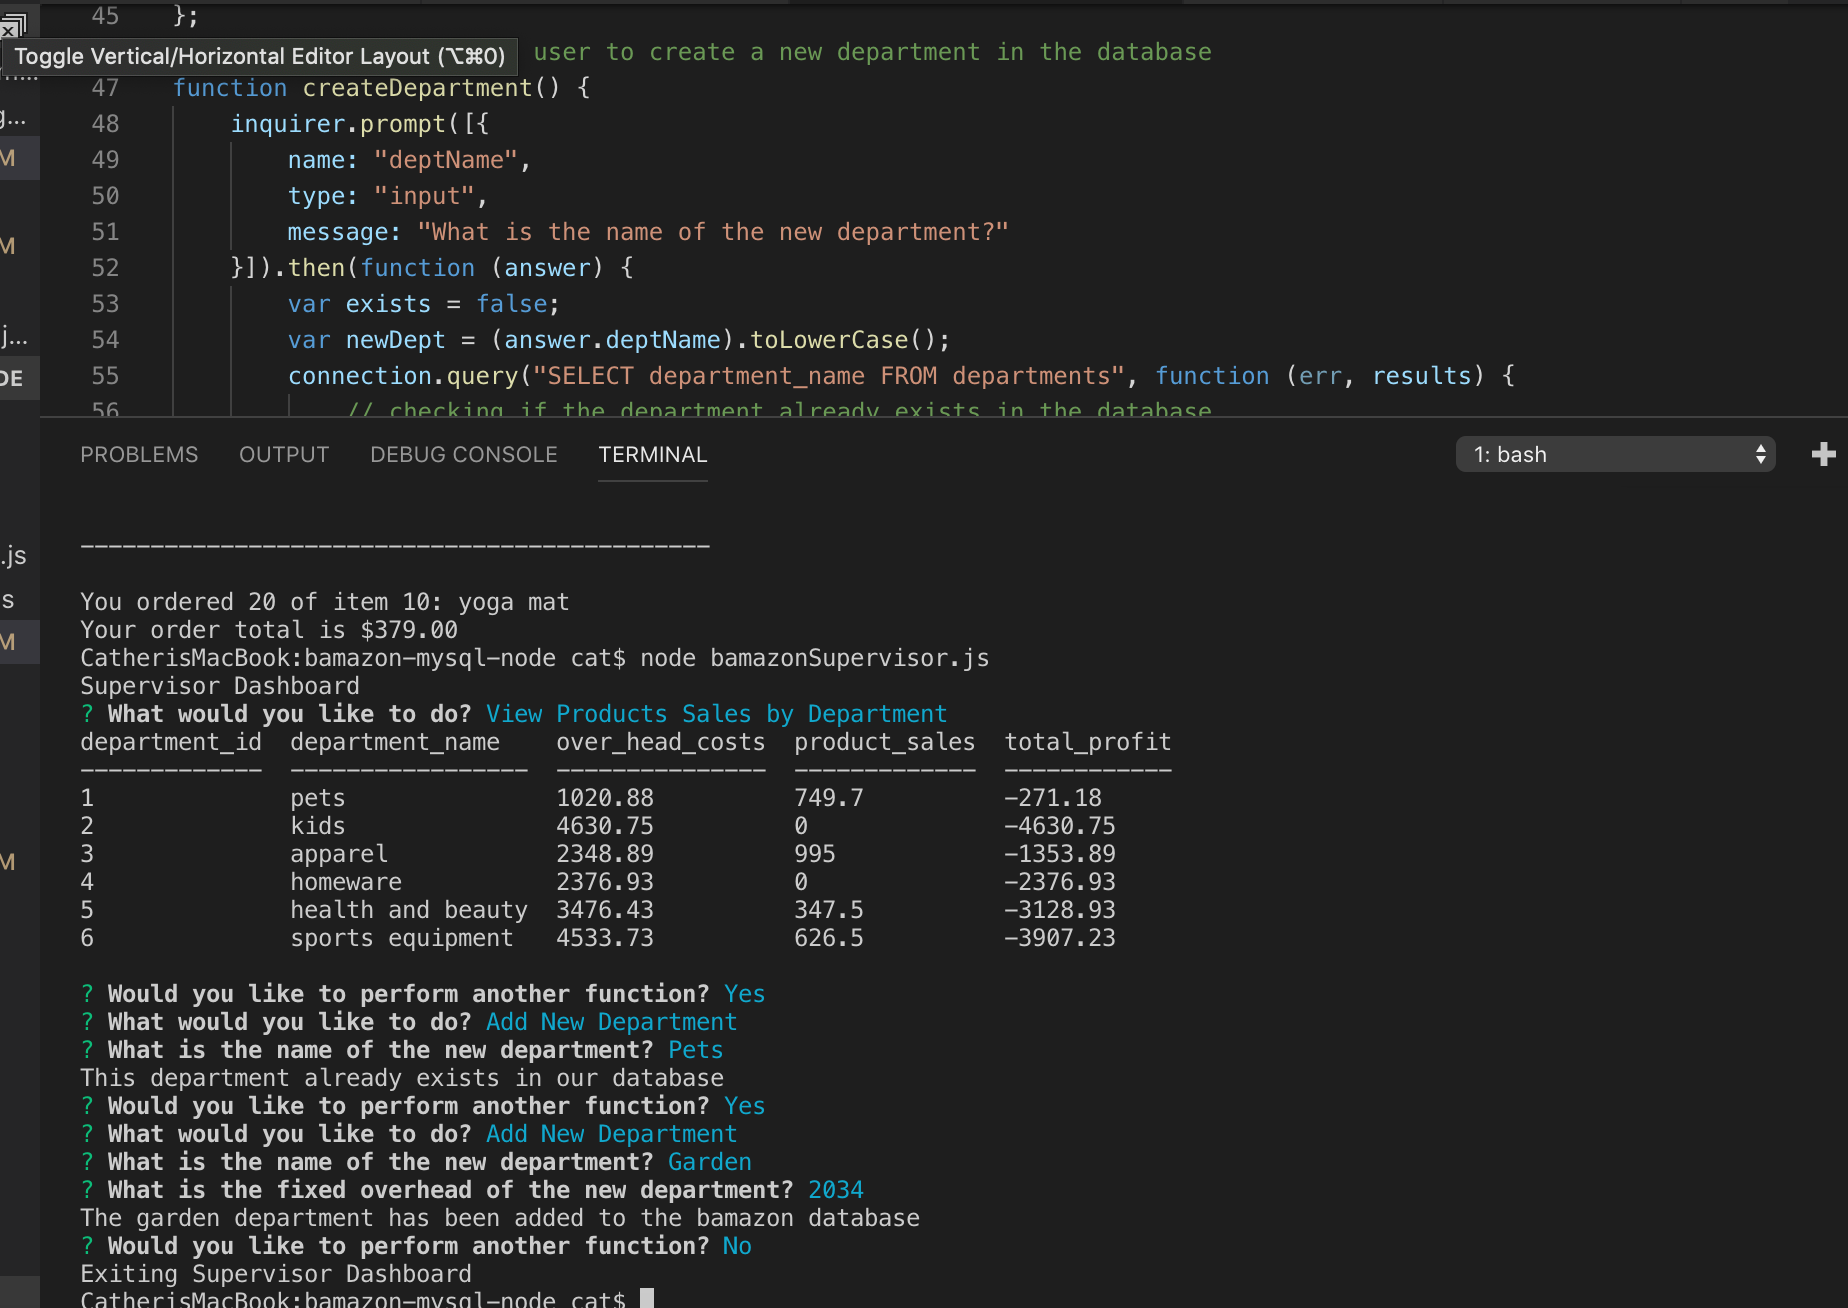 45 };
Toggle Vertical/Horizontal Editor Layout (⌥⌘0) user to create a new department in the database
47 function createDepartment() {
g...
48 inquirer.prompt([{
M
49 name: "deptName",
50 type: "input",
51 message: "What is the name of the new department?"
M
52 }]).then(function (answer) {
53 var exists = false;
j...
54 var newDept = (answer.deptName).toLowerCase();
DE
55 connection.query("SELECT department_name FROM departments", function (err, results) {
56 // checking if the department already exists in the database
PROBLEMS OUTPUT DEBUG CONSOLE TERMINAL 1: bash
.js
s
M
M
---------------------------------------------
You ordered 20 of item 10: yoga mat
Your order total is $379.00
CatherisMacBook:bamazon-mysql-node cat$ node bamazonSupervisor.js
Supervisor Dashboard
? What would you like to do? View Products Sales by Department
department_id department_name over_head_costs product_sales total_profit
------------- ----------------- --------------- ------------- ------------
1 pets 1020.88 749.7 -271.18
2 kids 4630.75 0 -4630.75
3 apparel 2348.89 995 -1353.89
4 homeware 2376.93 0 -2376.93
5 health and beauty 3476.43 347.5 -3128.93
6 sports equipment 4533.73 626.5 -3907.23
? Would you like to perform another function? Yes
? What would you like to do? Add New Department
? What is the name of the new department? Pets
This department already exists in our database
? Would you like to perform another function? Yes
? What would you like to do? Add New Department
? What is the name of the new department? Garden
? What is the fixed overhead of the new department? 2034
The garden department has been added to the bamazon database
? Would you like to perform another function? No
Exiting Supervisor Dashboard
CatherisMacBook:bamazon-mysql-node cat$